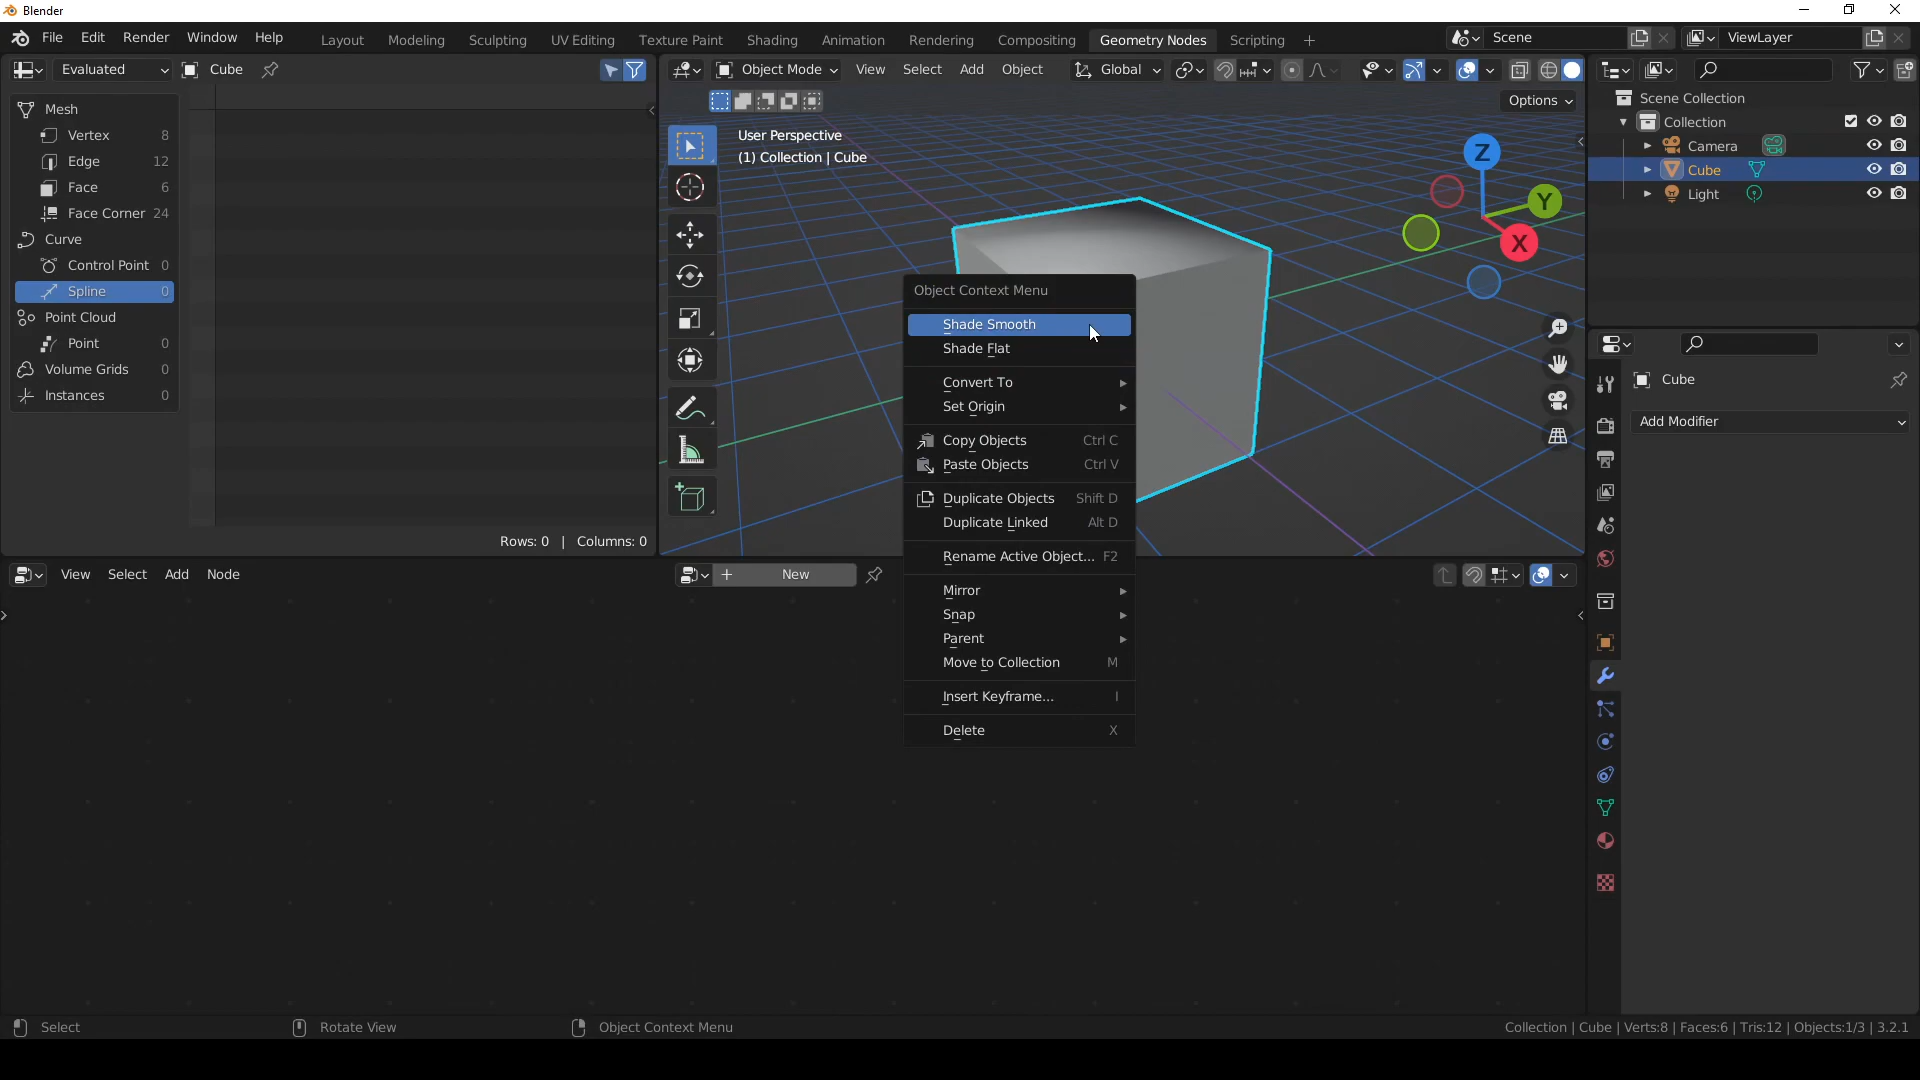 Blender
File Edit Render Window Help Layout Modeling Sculpting UV Editing Texture Paint Shading Animation Rendering Compositing Geometry Nodes Scripting + Scene ViewLayer
Evaluated Cube
Mesh
Vertex 8
Edge 12
Face 6
Face Corner 24
Curve
Control Point 0
Spline 0
Point Cloud
Point 0
Volume Grids 0
Instances 0
Rows: 0 | Columns: 0
Object Mode View Select Add Object Global
Options
User Perspective
(1) Collection | Cube
Z
Y
X
Object Context Menu
Shade Smooth
Shade Flat
Convert To
Set Origin
Copy Objects Ctrl C
Paste Objects Ctrl V
Duplicate Objects Shift D
Duplicate Linked Alt D
Rename Active Object... F2
Mirror
Snap
Parent
Move to Collection M
Insert Keyframe... I
Delete X
Scene Collection
Collection
Camera
Cube
Light
Cube
Add Modifier
View Select Add Node + New
Select Rotate View Object Context Menu Collection | Cube | Verts:8 | Faces:6 | Tris:12 | Objects:1/3 | 3.2.1